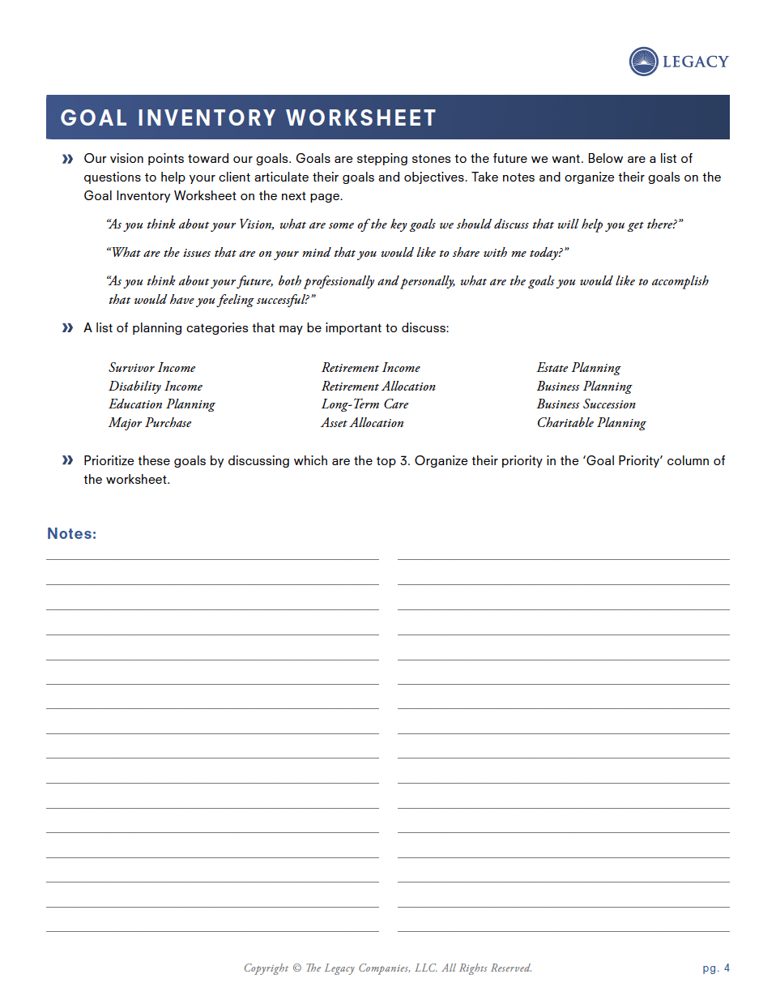 LEGACY
GOAL INVENTORY WORKSHEET
» Our vision points toward our goals. Goals are stepping stones to the future we want. Below are a list of
questions to help your client articulate their goals and objectives. Take notes and organize their goals on the
Goal Inventory Worksheet on the next page.
“As you think about your Vision, what are some of the key goals we should discuss that will help you get there?”
“What are the issues that are on your mind that you would like to share with me today?”
“As you think about your future, both professionally and personally, what are the goals you would like to accomplish
that would have you feeling successful?”
» A list of planning categories that may be important to discuss:
Survivor Income
Disability Income
Education Planning
Major Purchase
Retirement Income
Retirement Allocation
Long-Term Care
Asset Allocation
Estate Planning
Business Planning
Business Succession
Charitable Planning
» Prioritize these goals by discussing which are the top 3. Organize their priority in the ‘Goal Priority’ column of
the worksheet.
Notes:
Copyright © The Legacy Companies, LLC. All Rights Reserved.
pg. 4